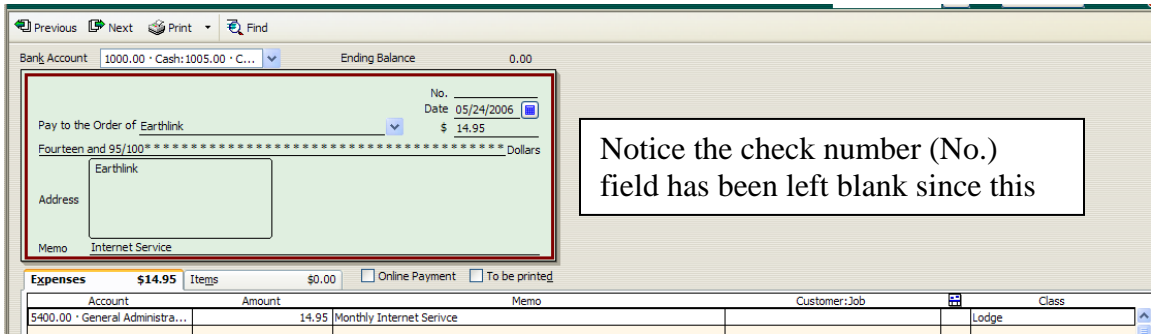 Previous Next Print Find
Bank Account 1000.00 · Cash:1005.00 · C... Ending Balance 0.00
No.
Date 05/24/2006
Pay to the Order of Earthlink $ 14.95
Fourteen and 95/100* * * * * * * * * * * * * * * * * * * * * * * * * * * * * * * * * * * * * * * * Dollars
Notice the check number (No.)
field has been left blank since this
Earthlink
Address
Memo Internet Service
Expenses $14.95 Items $0.00 Online Payment To be printed
Account Amount Memo Customer:Job Class
5400.00 · General Administra... 14.95 Monthly Internet Serivce Lodge